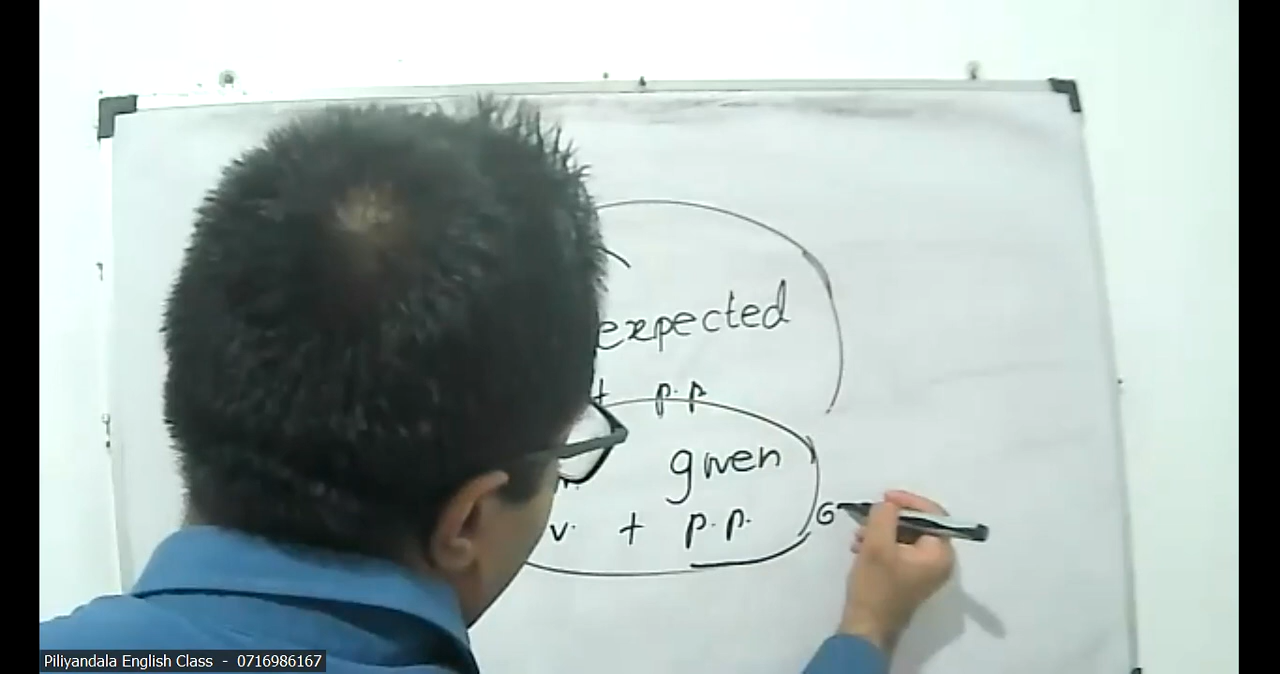 expected
+ p.p.
given
v. + p.p.
G
Piliyandala English Class - 0716986167